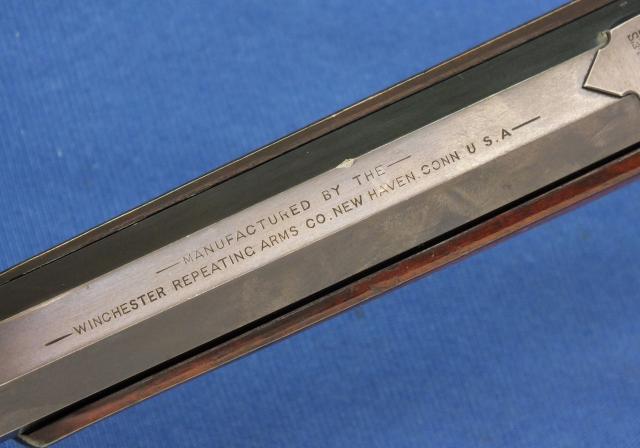 —MANUFACTURED BY THE—
—WINCHESTER REPEATING ARMS CO. NEW HAVEN. CONN. U.S.A—